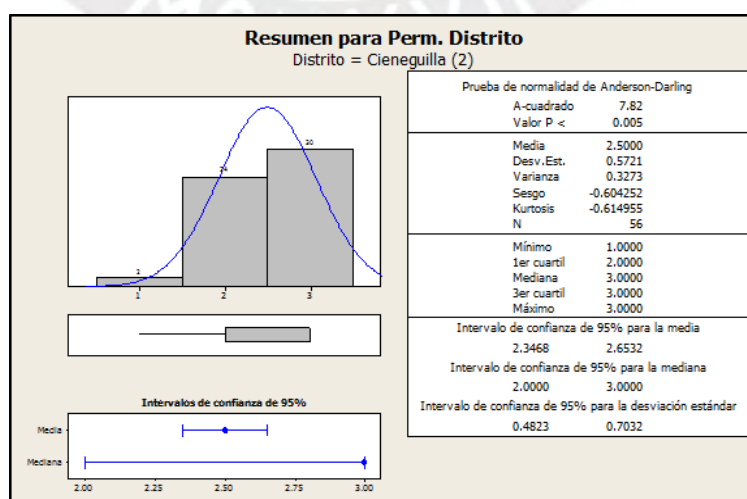 Resumen para Perm. Distrito
Distrito = Cieneguilla (2)
24
30
1 2 3
Intervalos de confianza de 95%
Media
Mediana
2.00 2.25 2.50 2.75 3.00
Prueba de normalidad de Anderson-Darling
A-cuadrado 7.82
Valor P < 0.005
Media 2.5000
Desv.Est. 0.5721
Varianza 0.3273
Sesgo -0.604252
Kurtosis -0.614955
N 56
Mínimo 1.0000
1er cuartil 2.0000
Mediana 3.0000
3er cuartil 3.0000
Máximo 3.0000
Intervalo de confianza de 95% para la media
2.3468 2.6532
Intervalo de confianza de 95% para la mediana
2.0000 3.0000
Intervalo de confianza de 95% para la desviación estándar
0.4823 0.7032